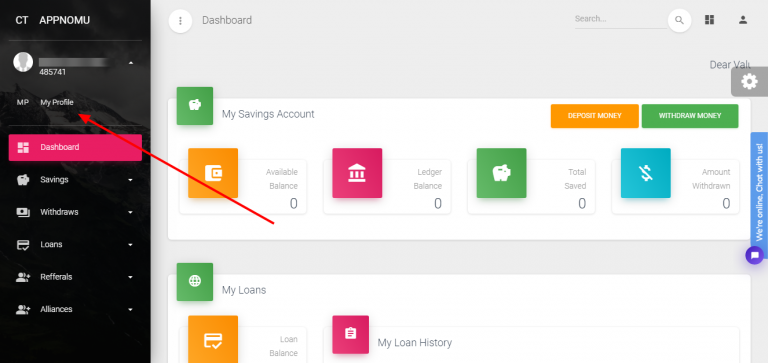 CT APPNOMU
485741
MP My Profile
Dashboard
Savings
Withdraws
Loans
Refferals
Alliances
Dashboard
Search...
Dear Valu
My Savings Account
DEPOSIT MONEY
WITHDRAW MONEY
Available
Balance
0
Ledger
Balance
0
Total
Saved
0
Amount
Withdrawn
0
My Loans
Loan
Balance
My Loan History
We're online, Chat with us!